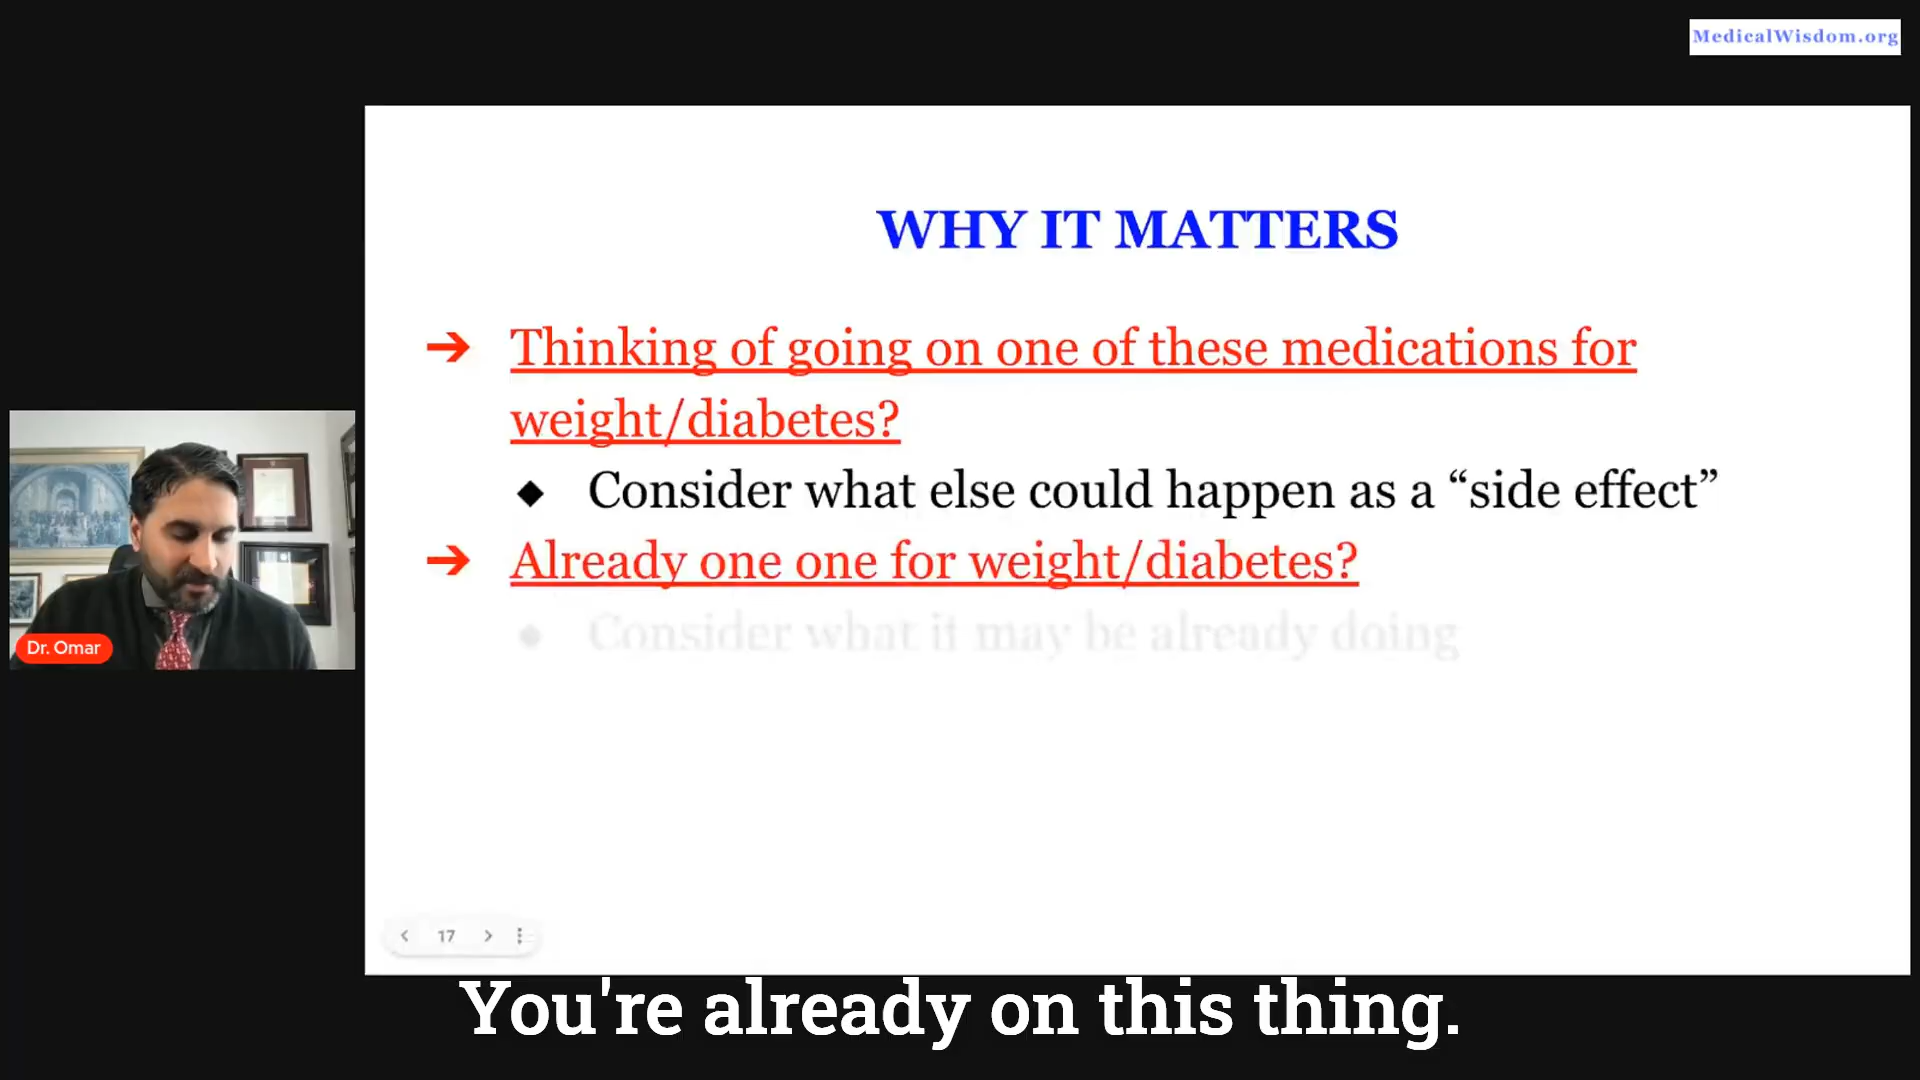 MedicalWisdom.org
WHY IT MATTERS
➔ Thinking of going on one of these medications for
weight/diabetes?
◆ Consider what else could happen as a “side effect”
➔ Already one one for weight/diabetes?
● Consider what it may be already doing
Dr. Omar
17
You're already on this thing.